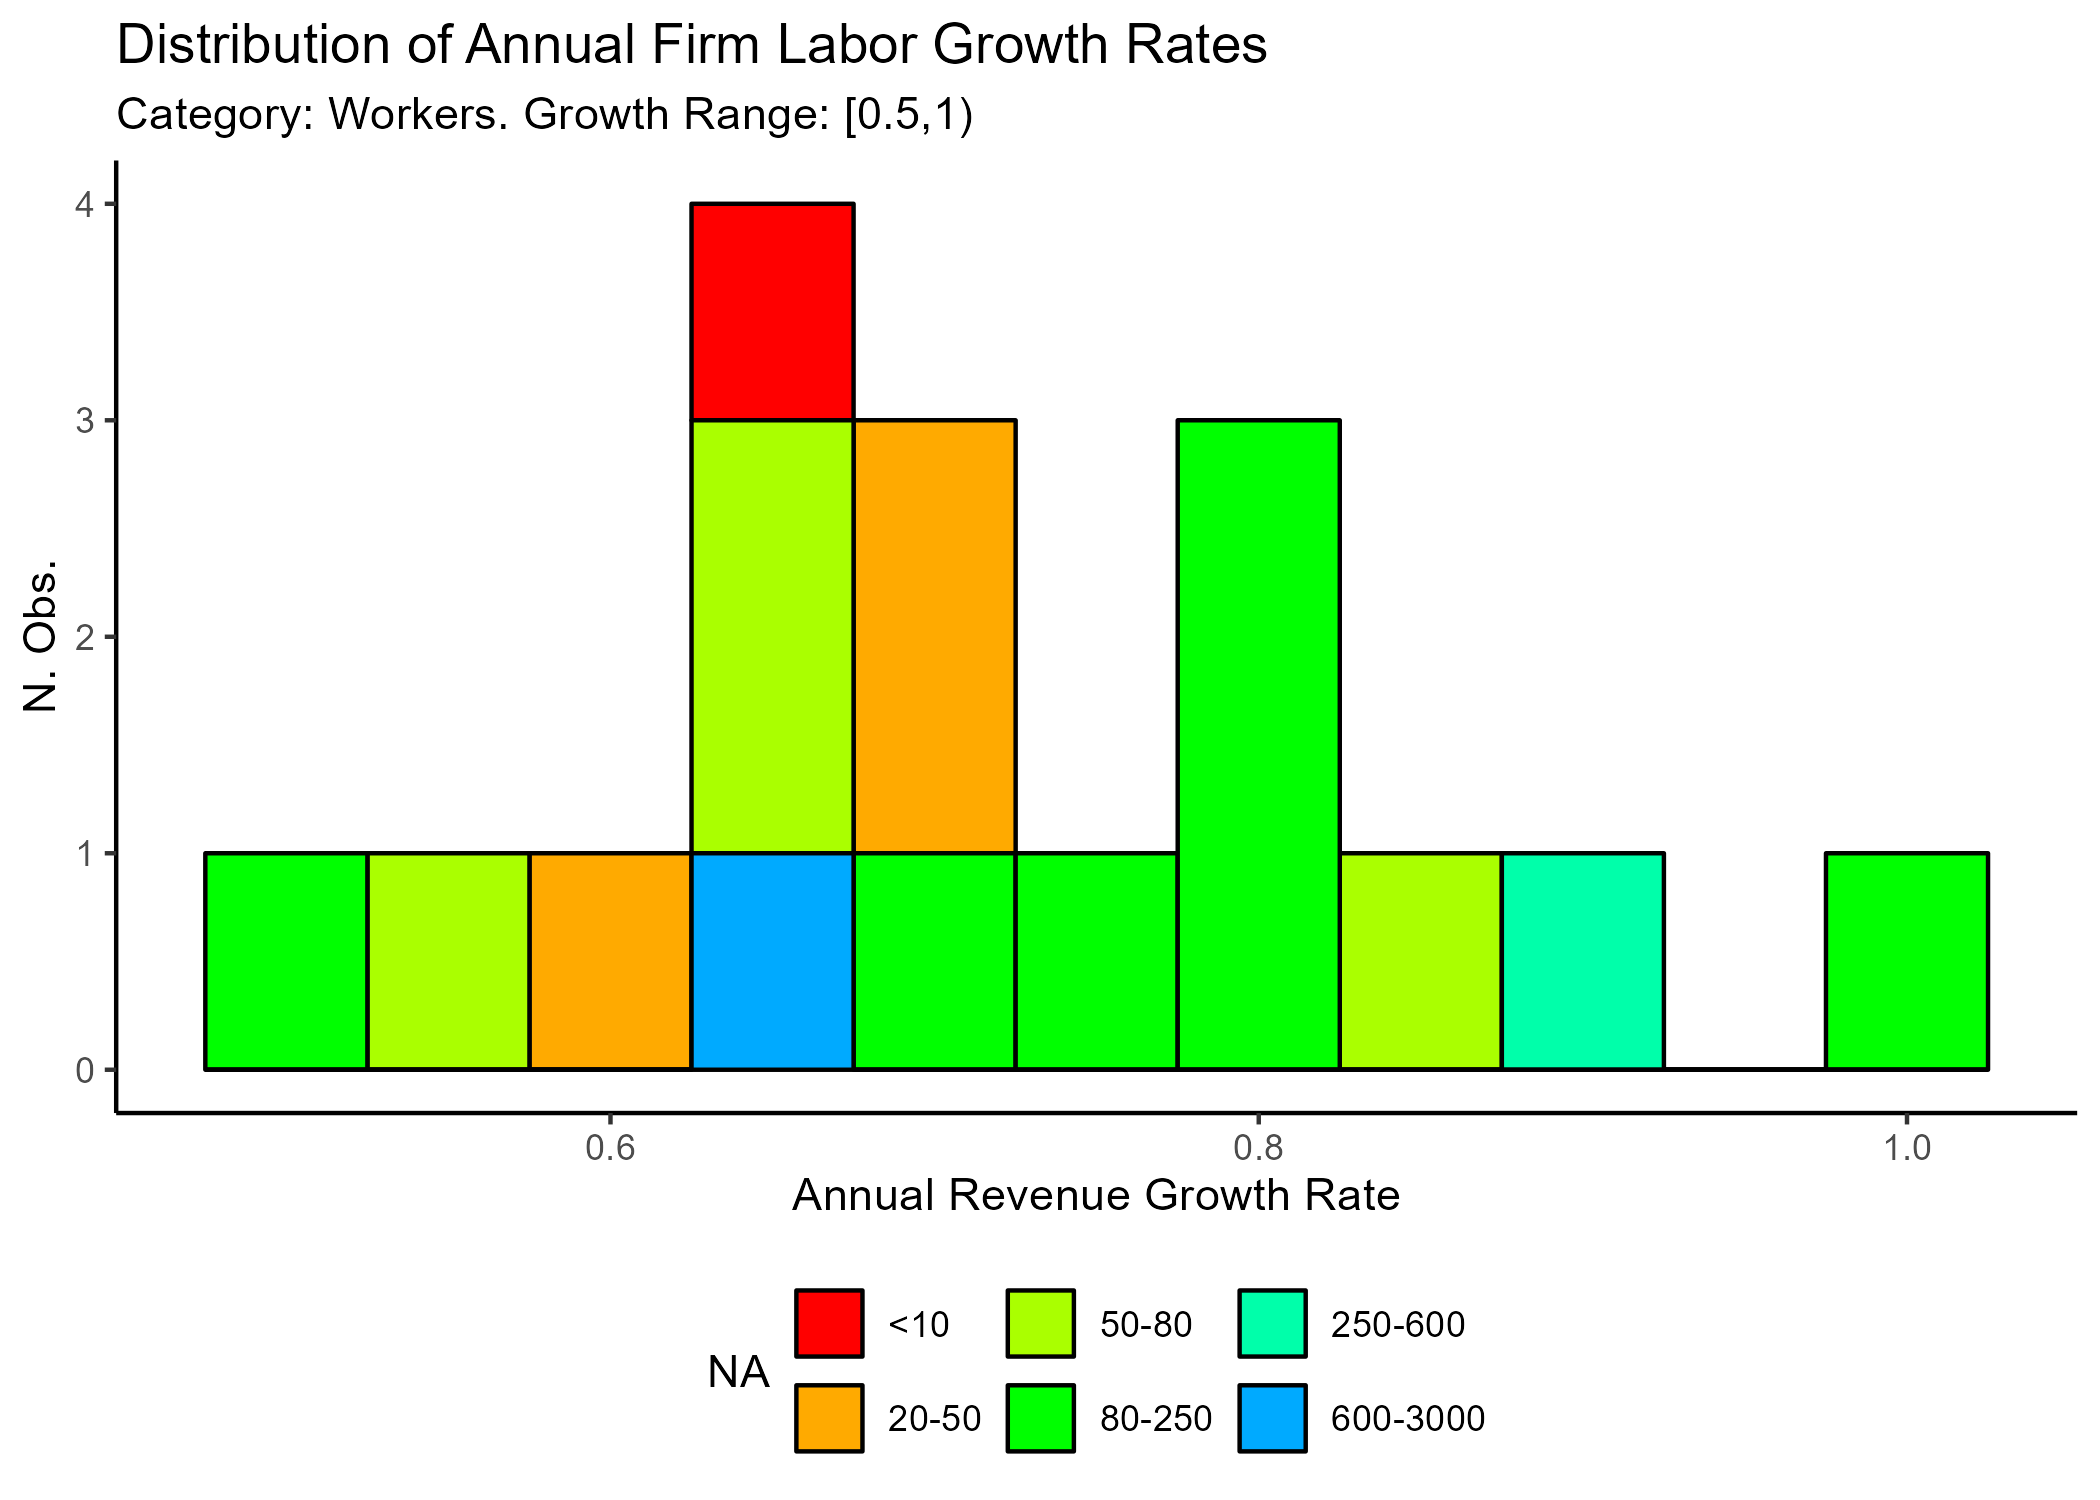 Distribution of Annual Firm Labor Growth Rates
Category: Workers. Growth Range: [0.5,1)
4
3
2
1
0
N. Obs.
0.6 0.8 1.0
Annual Revenue Growth Rate
NA
<10 50-80 250-600
20-50 80-250 600-3000